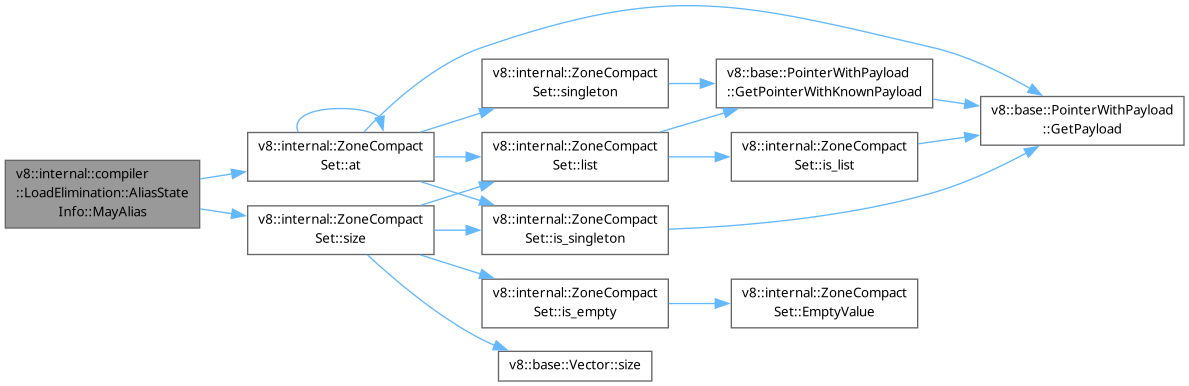 v8::internal::compiler
::LoadElimination::AliasState
Info::MayAlias
v8::internal::ZoneCompact
Set::at
v8::internal::ZoneCompact
Set::size
v8::internal::ZoneCompact
Set::singleton
v8::internal::ZoneCompact
Set::list
v8::internal::ZoneCompact
Set::is_singleton
v8::internal::ZoneCompact
Set::is_empty
v8::base::Vector::size
v8::base::PointerWithPayload
::GetPointerWithKnownPayload
v8::internal::ZoneCompact
Set::is_list
v8::internal::ZoneCompact
Set::EmptyValue
v8::base::PointerWithPayload
::GetPayload